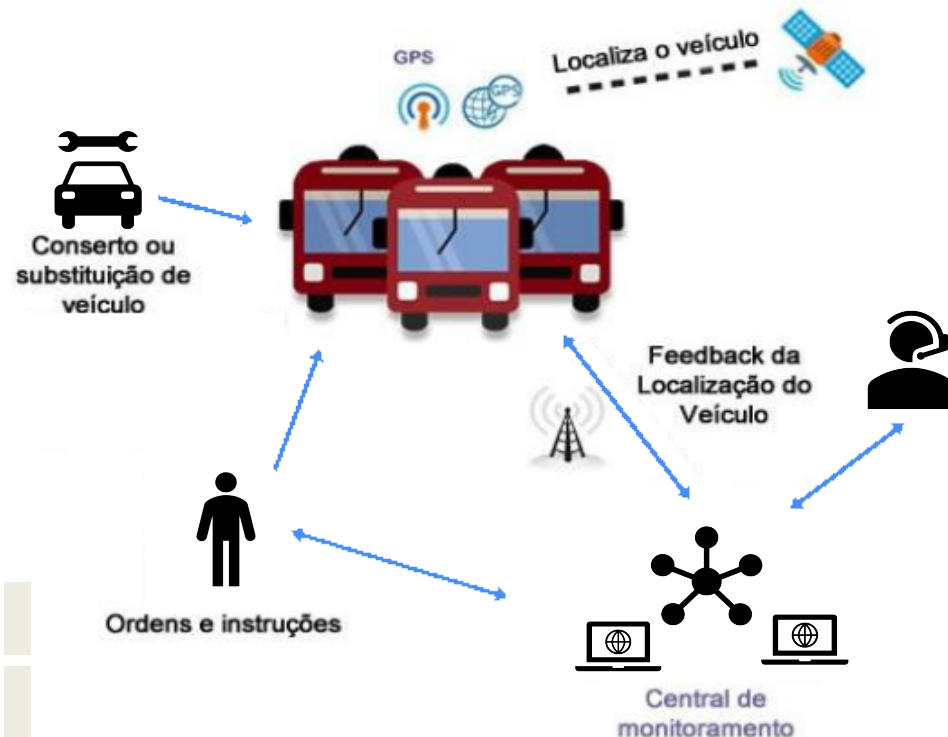 GPS
Localiza o veículo
GPS
Conserto ou
substituição de
veículo
Feedback da
Localização do
Veículo
Ordens e instruções
Central de
monitoramento